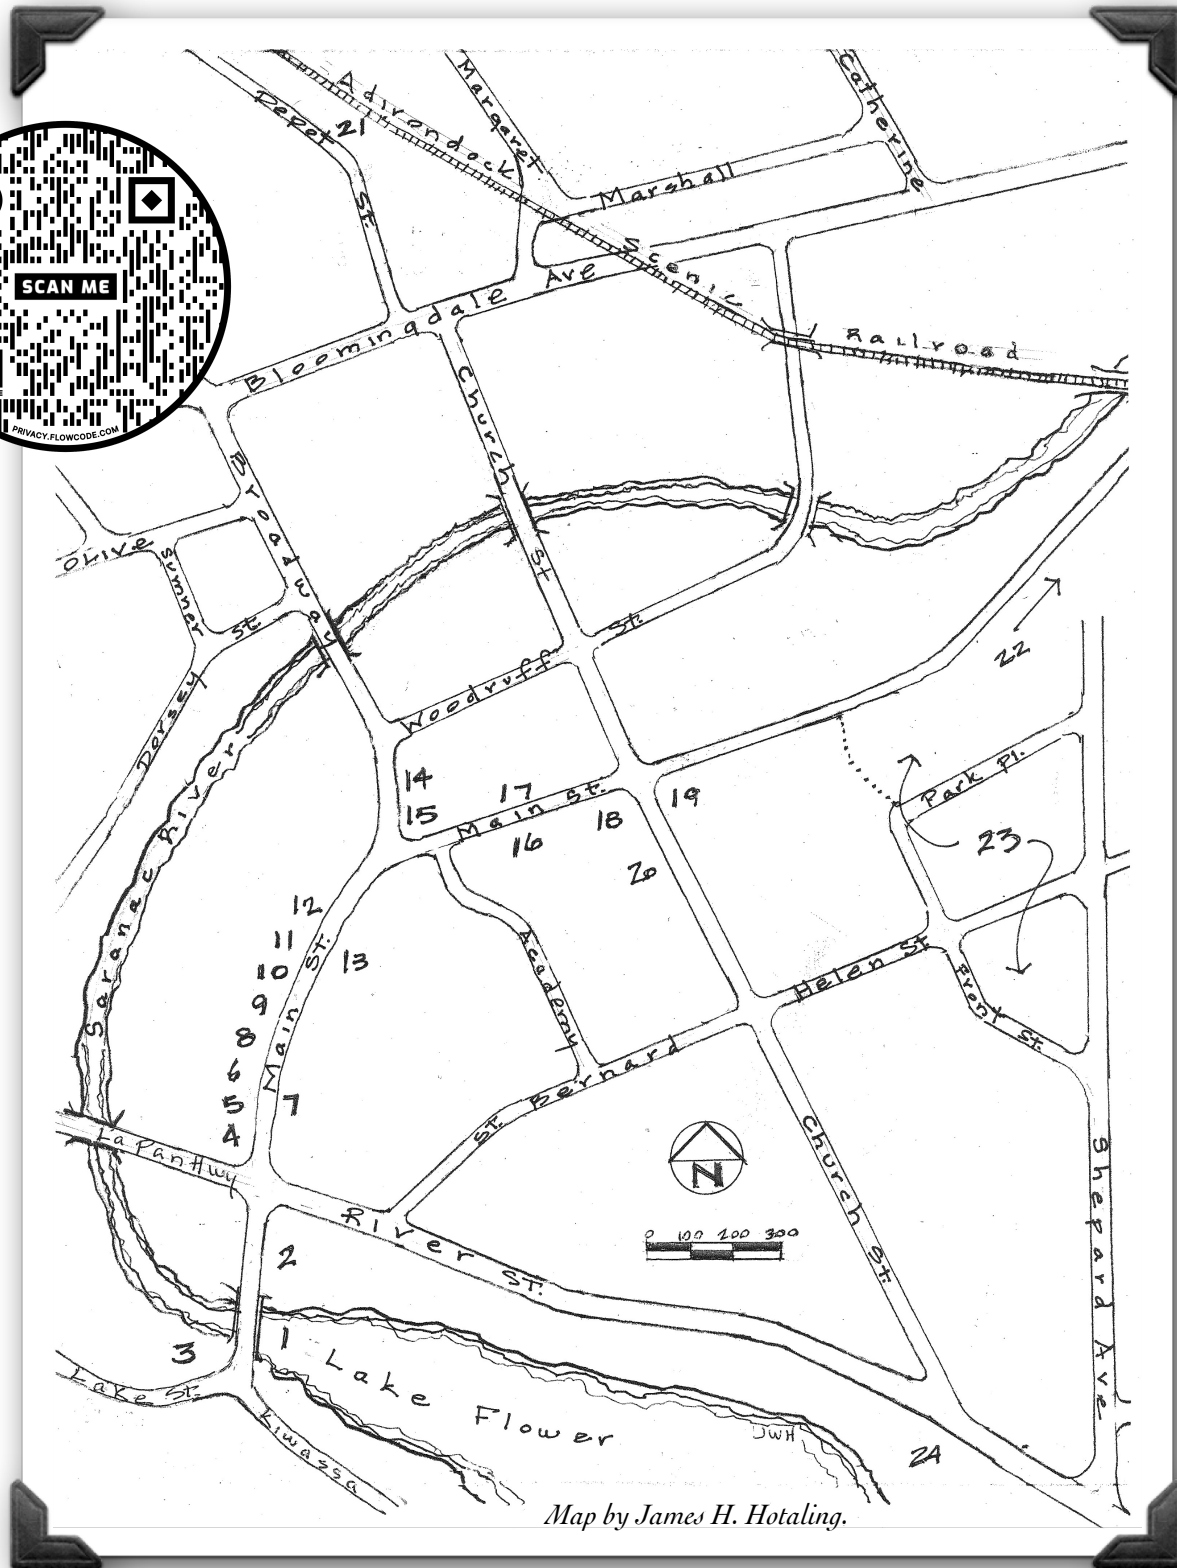 Adirondack
Margaret
Catherine
Depot
21
St.
Marshall
Scenic
Ave
Bloomingdale
Railroad
SCAN ME
PRIVACY.FLOWCODE.COM
Church
Broadway
Olive
Sumner
St.
St
St.
Woodruff
22
Dorsey
Saranac River
14
15
17
Main St.
16
18
19
20
Park Pl.
23
12
11
10
9
8
6
5
4
Main St.
13
7
Academy
Helen St
Front St.
St. Bernard
La Pan Hwy
N
Church St.
Shepard Ave
River St.
0 100 200 300
2
1
3
Lake St.
Lake Flower
Kiwassa
JWH
24
Map by James H. Hotaling.